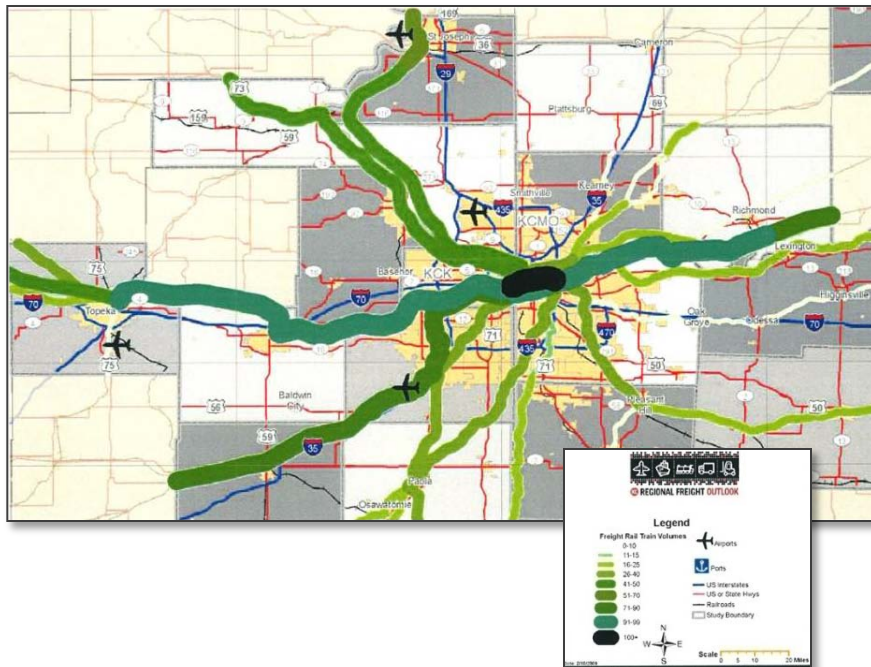 169
St Joseph
36
Cameron
29
73
Plattsburg
69
159
59
Smithville
Kearney
435
35
KCMO
Richmond
Lexington
75
Basehor
KCK
70
70
Topeka
Higginsville
Oak
Grove
Odessa
70
71
435
470
71
75
50
Baldwin
City
56
Pleasant
Hill
50
59
35
Paola
Osawatomie
REGIONAL FREIGHT OUTLOOK
Legend
Freight Rail Train Volumes
0-10
11-15
16-25
26-40
41-50
51-70
71-90
91-99
100+
Airports
Ports
US Interstates
US or State Hwys
Railroads
Study Boundary
N
W E
S
Scale
0 20 Miles